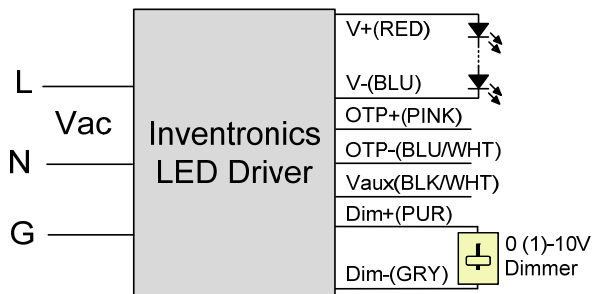 L
Vac
N
G
Inventronics
LED Driver
V+(RED)
V-(BLU)
OTP+(PINK)
OTP-(BLU/WHT)
Vaux(BLK/WHT)
Dim+(PUR)
Dim-(GRY)
0 (1)-10V
Dimmer